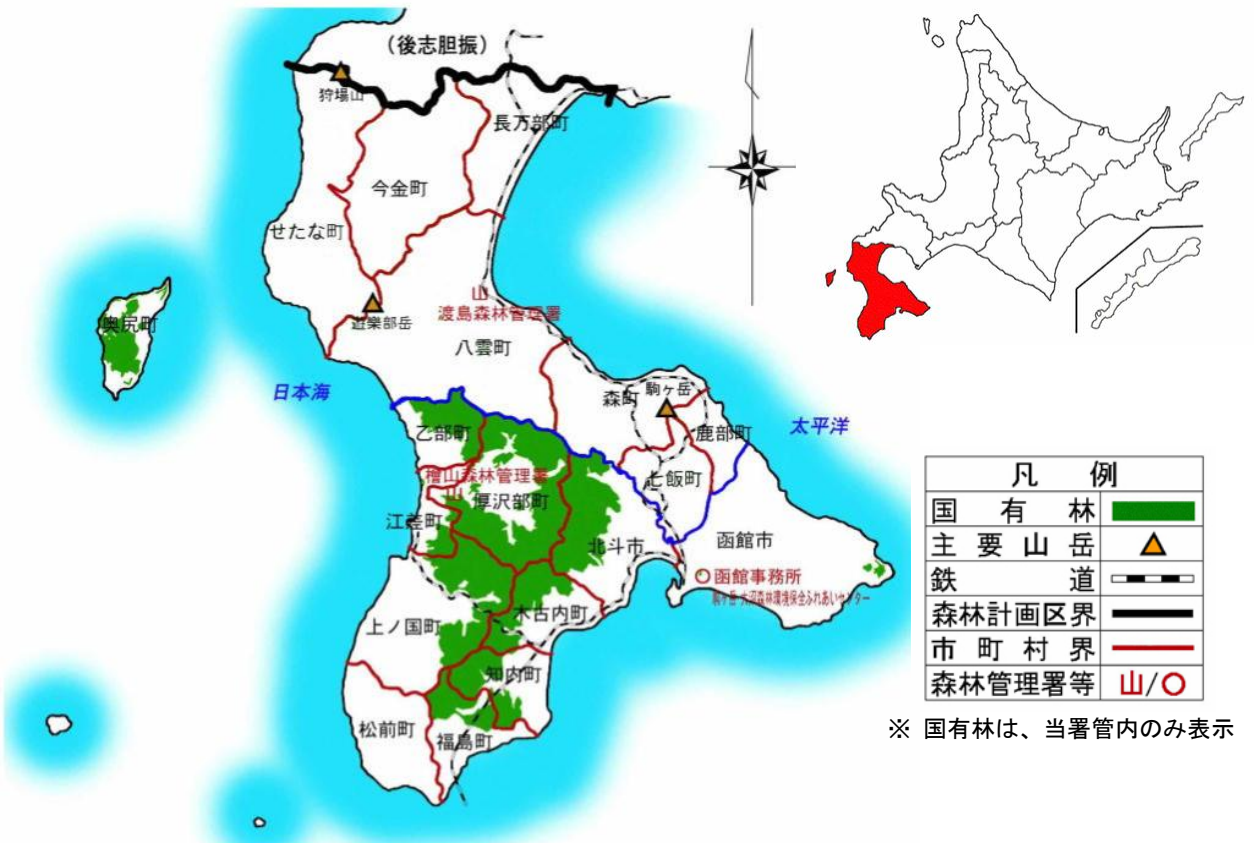 (後志胆振)
狩場山
長万部町
今金町
せたな町
山
渡島森林管理署
遊楽部岳
八雲町
奥尻町
日本海
森町
駒ヶ岳
鹿部町
太平洋
乙部町
七飯町
檜山森林管理署
山
厚沢部町
江差町
北斗市
函館市
函館事務所
駒ケ岳・大沼森林環境保全ふれあいセンター
木古内町
上ノ国町
知内町
松前町
福島町
凡 例
国有林
主要山岳
鉄道
森林計画区界
市町村界
森林管理署等 山/○
※ 国有林は、当署管内のみ表示